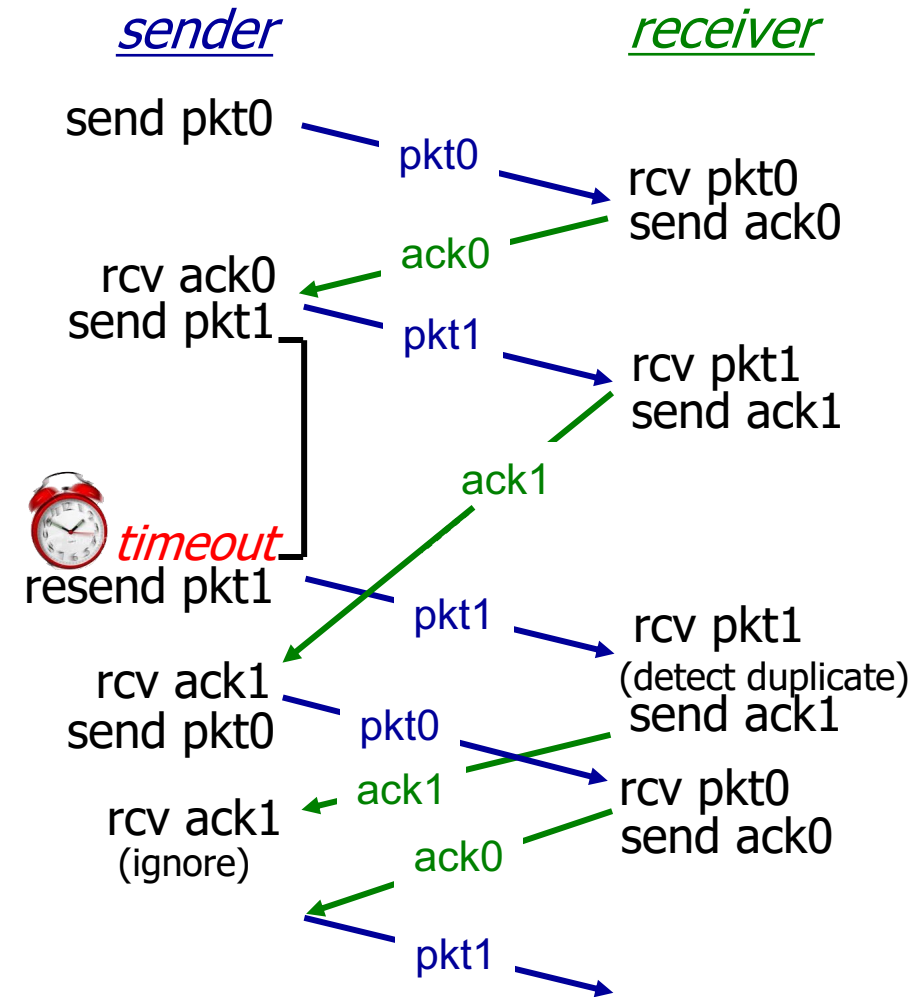 sender receiver
send pkt0
pkt0
rcv pkt0
send ack0
ack0
rcv ack0
send pkt1
pkt1
rcv pkt1
send ack1
ack1
timeout
resend pkt1
pkt1
rcv pkt1
(detect duplicate)
send ack1
rcv ack1
send pkt0
pkt0
ack1
rcv pkt0
send ack0
rcv ack1
(ignore)
ack0
pkt1